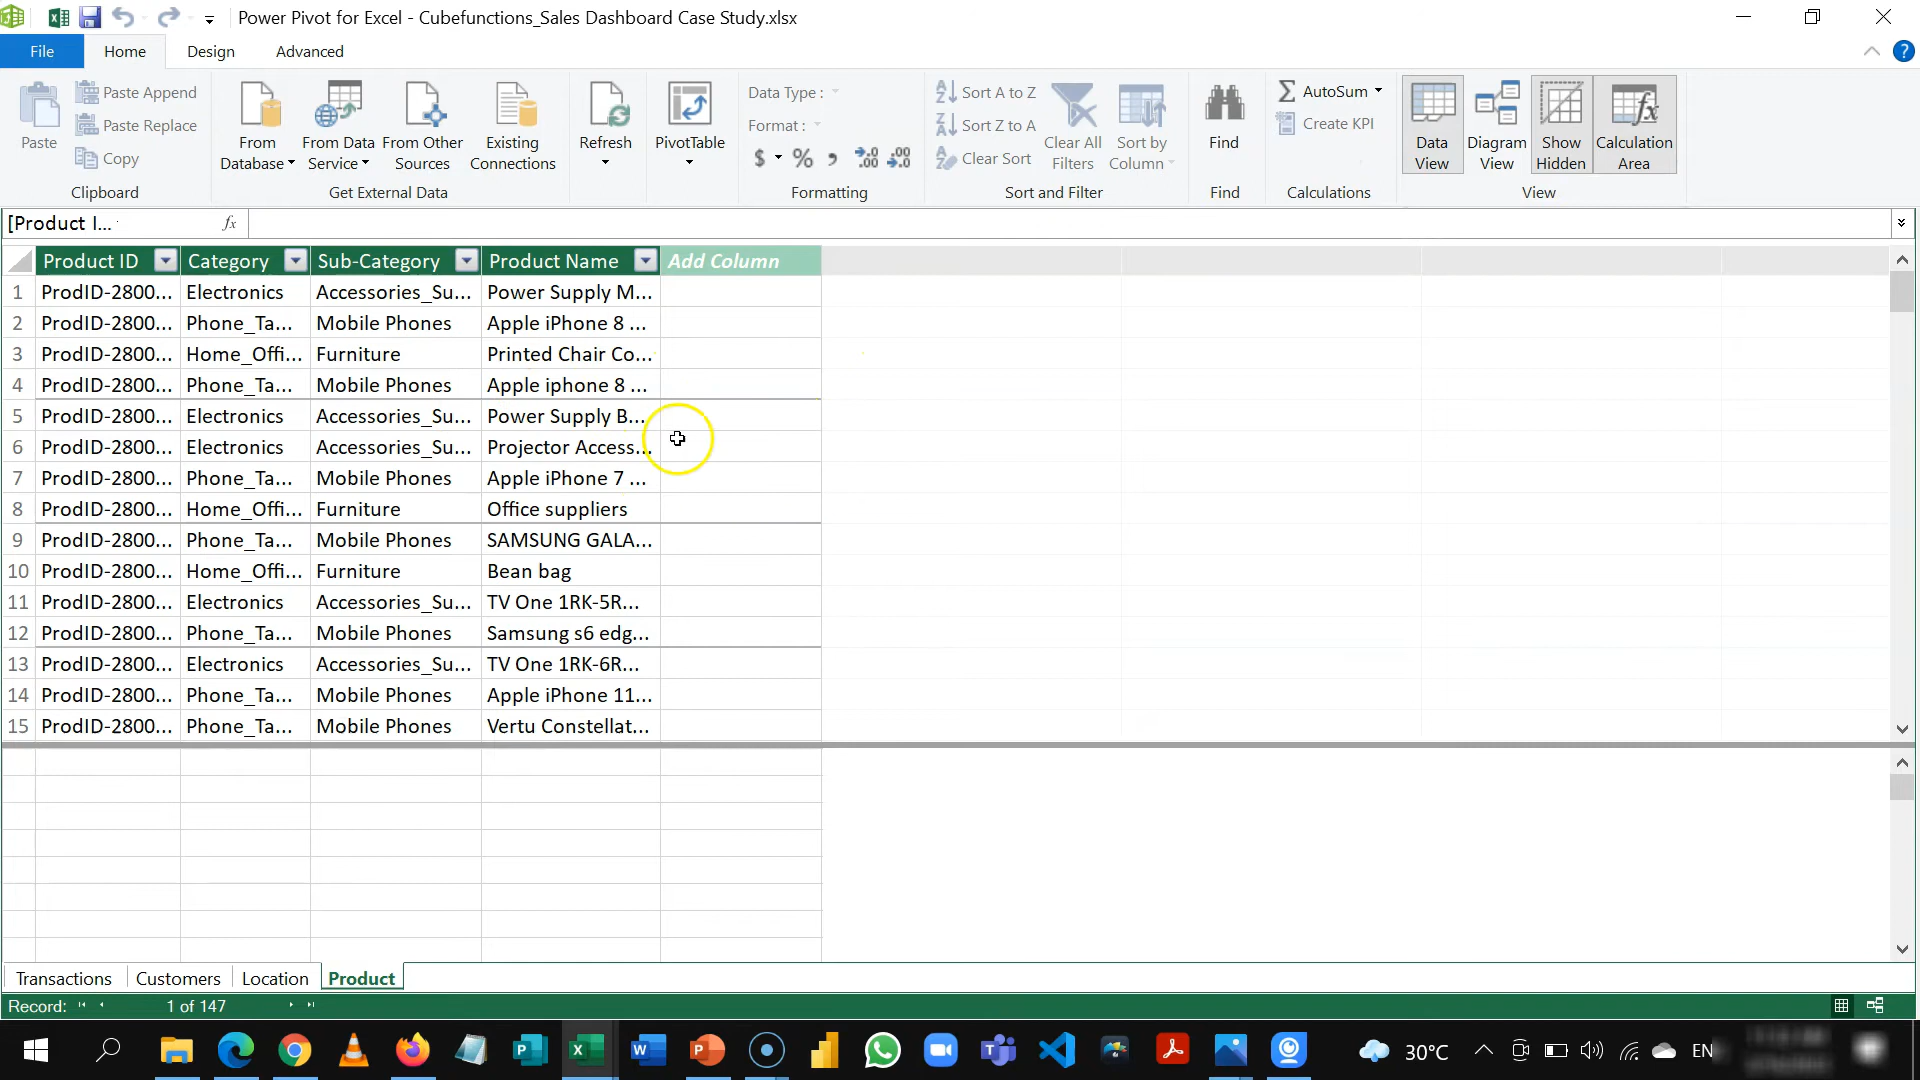 Power Pivot for Excel - Cubefunctions_Sales Dashboard Case Study.xlsx
File Home Design Advanced
Paste
Paste Append
Paste Replace
Copy
Clipboard
From Database
From Data Service
From Other Sources
Existing Connections
Get External Data
Refresh
PivotTable
Data Type :
Format :
$ % ,
Formatting
Sort A to Z
Sort Z to A
Clear Sort
Clear All Filters
Sort by Column
Sort and Filter
Find
Find
AutoSum
Create KPI
Calculations
Data View
Diagram View
Show Hidden
Calculation Area
View
[Product I... fx
Product ID Category Sub-Category Product Name Add Column
1 ProdID-2800... Electronics Accessories_Su... Power Supply M...
2 ProdID-2800... Phone_Ta... Mobile Phones Apple iPhone 8 ...
3 ProdID-2800... Home_Offi... Furniture Printed Chair Co...
4 ProdID-2800... Phone_Ta... Mobile Phones Apple iphone 8 ...
5 ProdID-2800... Electronics Accessories_Su... Power Supply B...
6 ProdID-2800... Electronics Accessories_Su... Projector Access...
7 ProdID-2800... Phone_Ta... Mobile Phones Apple iPhone 7 ...
8 ProdID-2800... Home_Offi... Furniture Office suppliers
9 ProdID-2800... Phone_Ta... Mobile Phones SAMSUNG GALA...
10 ProdID-2800... Home_Offi... Furniture Bean bag
11 ProdID-2800... Electronics Accessories_Su... TV One 1RK-5R...
12 ProdID-2800... Phone_Ta... Mobile Phones Samsung s6 edg...
13 ProdID-2800... Electronics Accessories_Su... TV One 1RK-6R...
14 ProdID-2800... Phone_Ta... Mobile Phones Apple iPhone 11...
15 ProdID-2800... Phone_Ta... Mobile Phones Vertu Constellat...
Transactions Customers Location Product
Record: 1 of 147
30°C EN